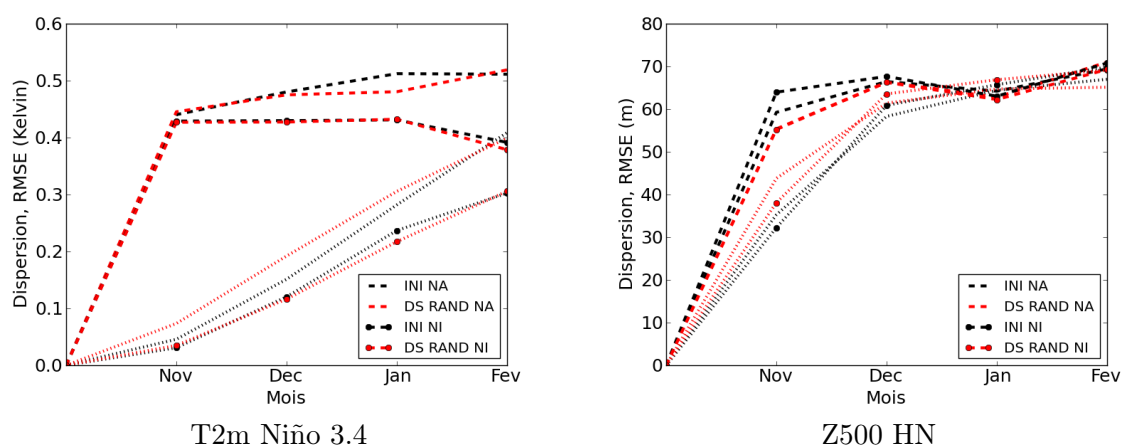 0.6
0.5
0.4
0.3
0.2
0.1
0.0
Dispersion, RMSE (Kelvin)
Nov Dec Jan Fev
Mois
INI NA
DS RAND NA
INI NI
DS RAND NI
T2m Niño 3.4
80
70
60
50
40
30
20
10
0
Dispersion, RMSE (m)
Nov Dec Jan Fev
Mois
INI NA
DS RAND NA
INI NI
DS RAND NI
Z500 HN